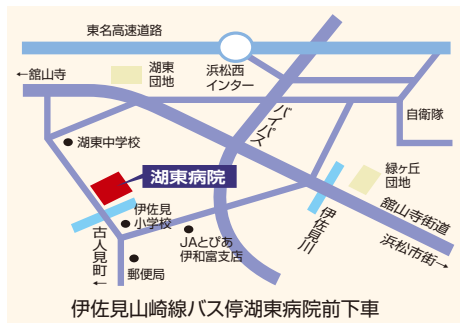 東名高速道路
←舘山寺
湖東
団地
浜松西
インター
バイパス
自衛隊
湖東中学校
湖東病院
緑ヶ丘
団地
伊佐見
小学校
伊佐見川
舘山寺街道
古人見町
←
JAとぴあ
伊和富支店
浜松市街→
郵便局
伊佐見山崎線バス停湖東病院前下車